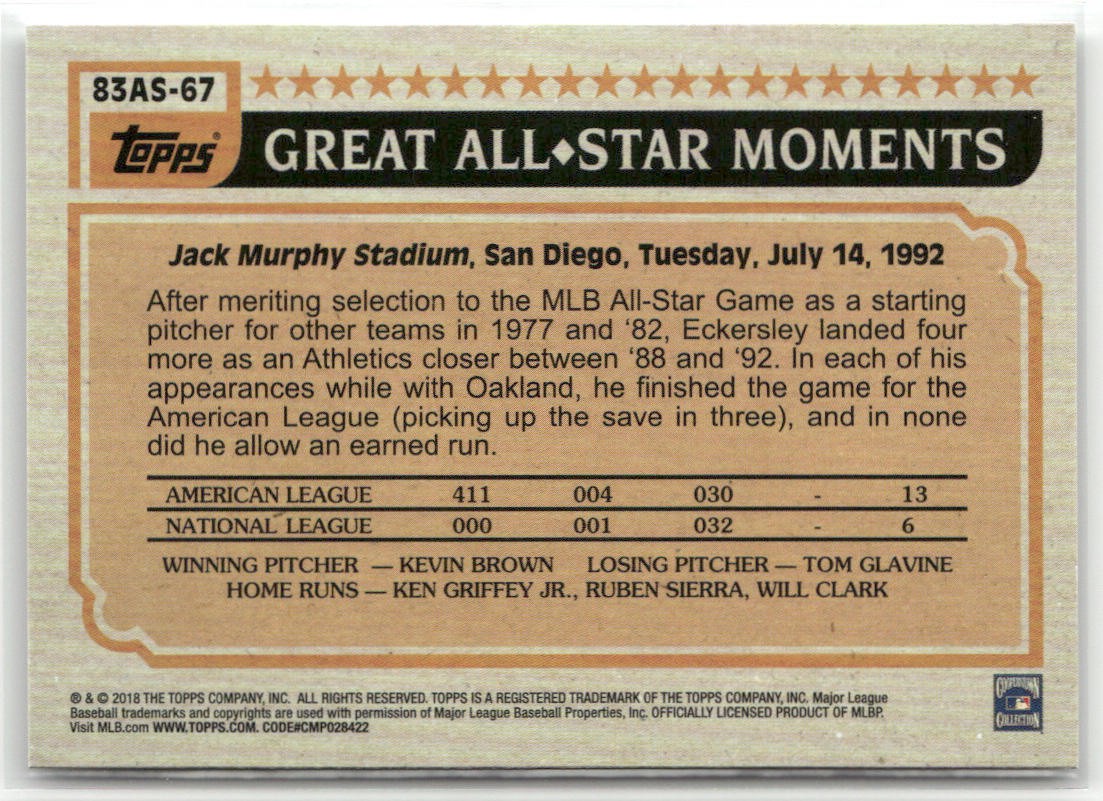 83AS-67
topps®
GREAT ALL◆STAR MOMENTS
Jack Murphy Stadium, San Diego, Tuesday, July 14, 1992
After meriting selection to the MLB All-Star Game as a starting
pitcher for other teams in 1977 and ‘82, Eckersley landed four
more as an Athletics closer between ‘88 and ‘92. In each of his
appearances while with Oakland, he finished the game for the
American League (picking up the save in three), and in none
did he allow an earned run.
AMERICAN LEAGUE 411 004 030 - 13
NATIONAL LEAGUE 000 001 032 - 6
WINNING PITCHER — KEVIN BROWN LOSING PITCHER — TOM GLAVINE
HOME RUNS — KEN GRIFFEY JR., RUBEN SIERRA, WILL CLARK
® & © 2018 THE TOPPS COMPANY, INC. ALL RIGHTS RESERVED. TOPPS IS A REGISTERED TRADEMARK OF THE TOPPS COMPANY, INC. Major League
Baseball trademarks and copyrights are used with permission of Major League Baseball Properties, Inc. OFFICIALLY LICENSED PRODUCT OF MLBP.
Visit MLB.com WWW.TOPPS.COM. CODE#CMP028422
COOPERSTOWN
COLLECTION